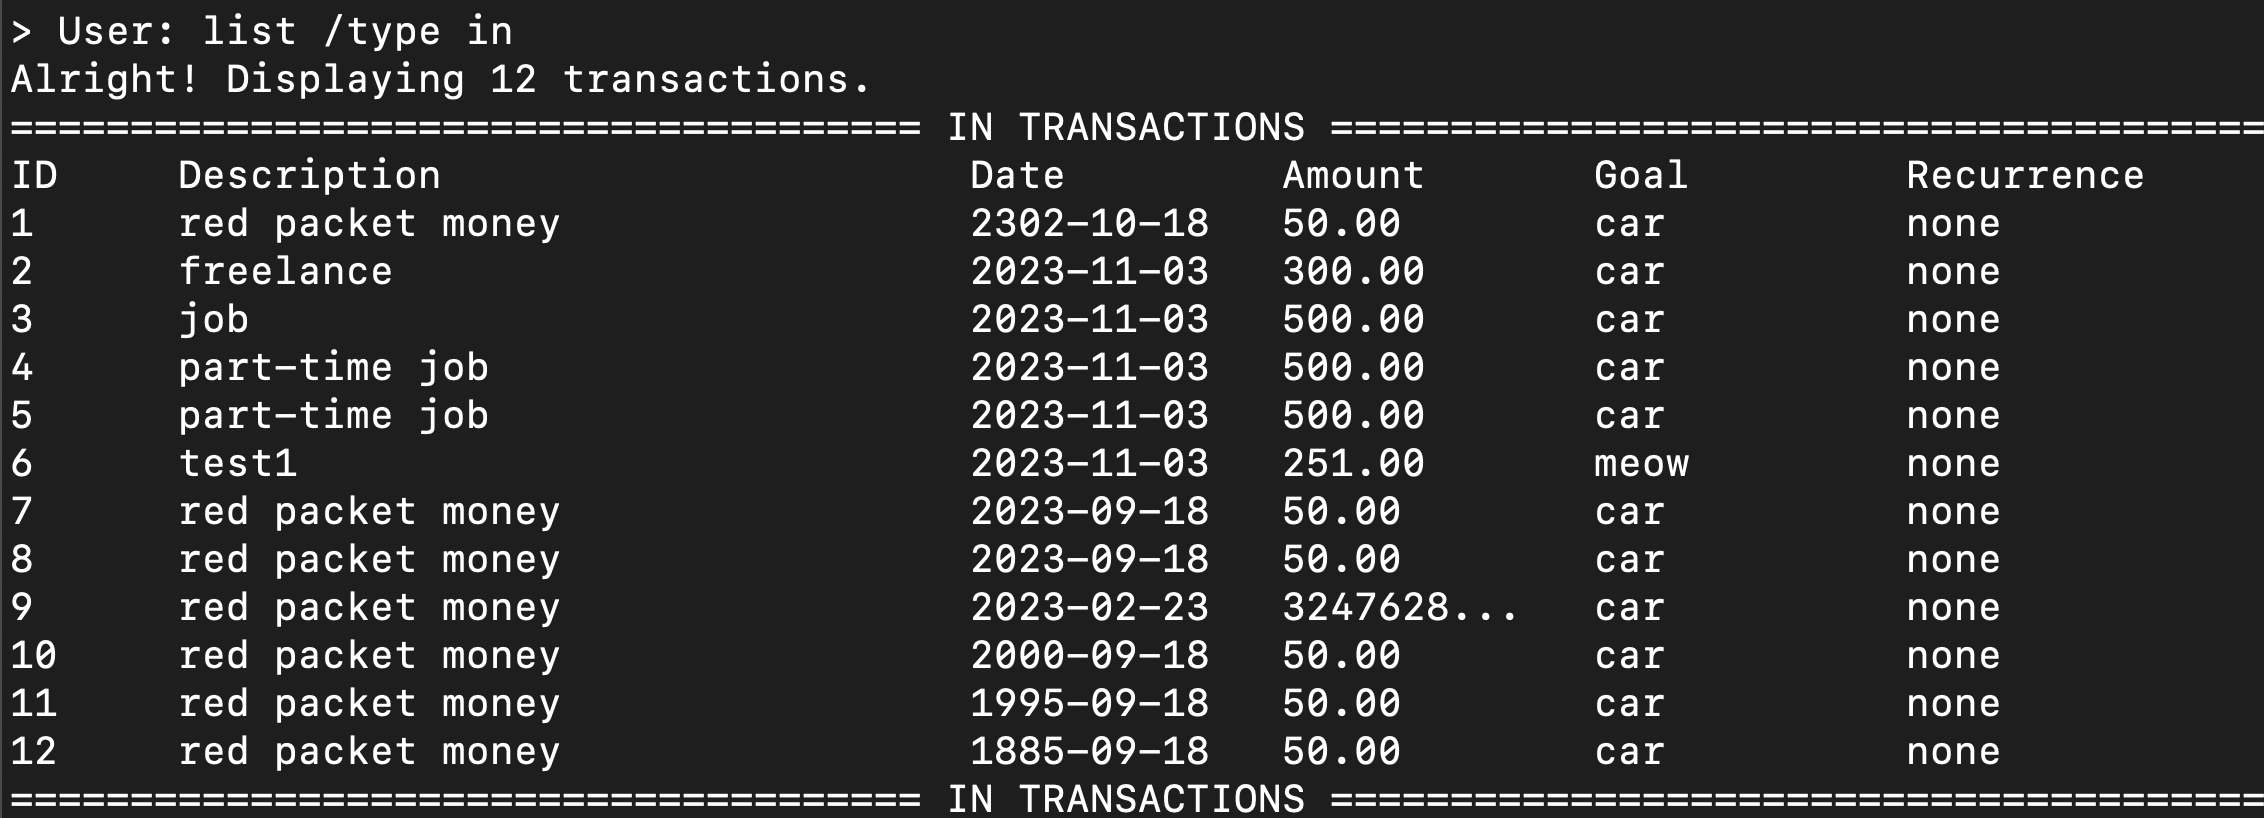 > User: list /type in
Alright! Displaying 12 transactions.
====================================== IN TRANSACTIONS =======================================
ID     Description                      Date         Amount       Goal         Recurrence
1      red packet money                 2302-10-18   50.00        car          none
2      freelance                        2023-11-03   300.00       car          none
3      job                              2023-11-03   500.00       car          none
4      part-time job                    2023-11-03   500.00       car          none
5      part-time job                    2023-11-03   500.00       car          none
6      test1                            2023-11-03   251.00       meow         none
7      red packet money                 2023-09-18   50.00        car          none
8      red packet money                 2023-09-18   50.00        car          none
9      red packet money                 2023-02-23   3247628...   car          none
10     red packet money                 2000-09-18   50.00        car          none
11     red packet money                 1995-09-18   50.00        car          none
12     red packet money                 1885-09-18   50.00        car          none
====================================== IN TRANSACTIONS =======================================